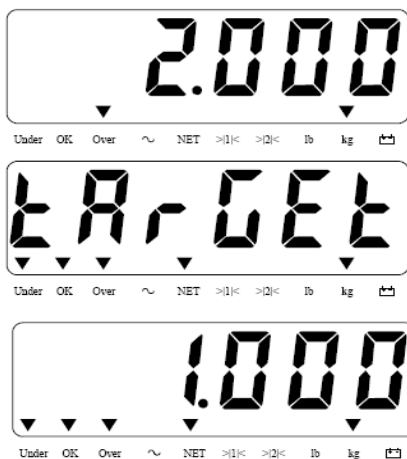 2.000
Under OK Over ~ NET >|1|< >|2|< lb kg
tArGEt
Under OK Over ~ NET >|1|< >|2|< lb kg
1.000
Under OK Over ~ NET >|1|< >|2|< lb kg